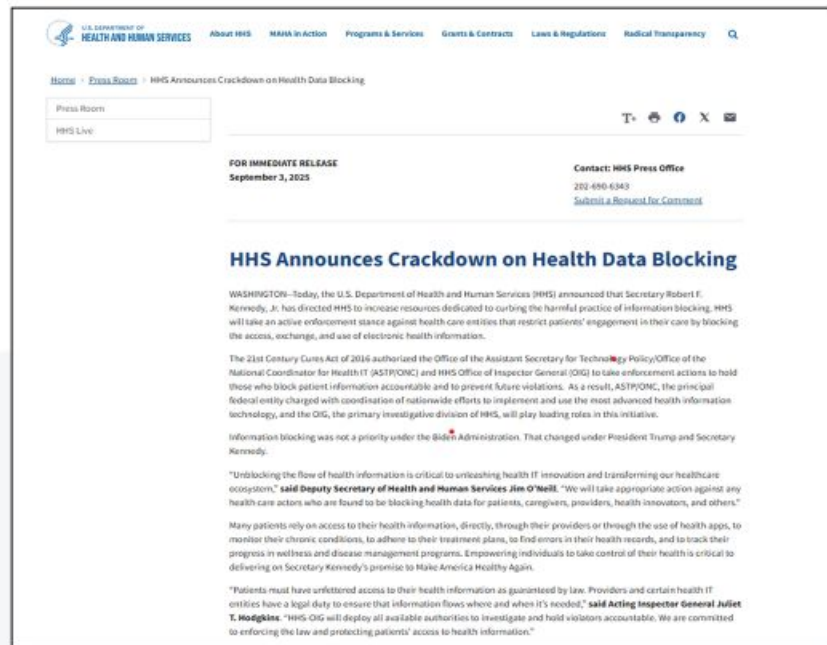 U.S. DEPARTMENT OF
HEALTH AND HUMAN SERVICES
About HHS MAHA in Action Programs & Services Grants & Contracts Laws & Regulations Radical Transparency
Home > Press Room > HHS Announces Crackdown on Health Data Blocking
Press Room
HHS Live
FOR IMMEDIATE RELEASE
September 3, 2025
Contact: HHS Press Office
202-690-6343
Submit a Request for Comment
HHS Announces Crackdown on Health Data Blocking
WASHINGTON—Today, the U.S. Department of Health and Human Services (HHS) announced that Secretary Robert F.
Kennedy, Jr. has directed HHS to increase resources dedicated to curbing the harmful practice of information blocking. HHS
will take an active enforcement stance against health care entities that restrict patients' engagement in their care by blocking
the access, exchange, and use of electronic health information.
The 21st Century Cures Act of 2016 authorized the Office of the Assistant Secretary for Technology Policy/Office of the
National Coordinator for Health IT (ASTP/ONC) and HHS Office of Inspector General (OIG) to take enforcement actions to hold
those who block patient information accountable and to prevent future violations. As a result, ASTP/ONC, the principal
federal entity charged with coordination of nationwide efforts to implement and use the most advanced health information
technology, and the OIG, the primary investigative division of HHS, will play leading roles in this initiative.
Information blocking was not a priority under the Biden Administration. That changed under President Trump and Secretary
Kennedy.
"Unblocking the flow of health information is critical to unleashing health IT innovation and transforming our healthcare
ecosystem," said Deputy Secretary of Health and Human Services Jim O'Neill. "We will take appropriate action against any
health care actors who are found to be blocking health data for patients, caregivers, providers, health innovators, and others."
Many patients rely on access to their health information, directly, through their providers or through the use of health apps, to
monitor their chronic conditions, to adhere to their treatment plans, to find errors in their health records, and to track their
progress in wellness and disease management programs. Empowering individuals to take control of their health is critical to
delivering on Secretary Kennedy's promise to Make America Healthy Again.
"Patients must have unfettered access to their health information as guaranteed by law. Providers and certain health IT
entities have a legal duty to ensure that information flows where and when it's needed," said Acting Inspector General Juliet
T. Hodgkins. "HHS-OIG will deploy all available authorities to investigate and hold violators accountable. We are committed
to enforcing the law and protecting patients' access to health information."